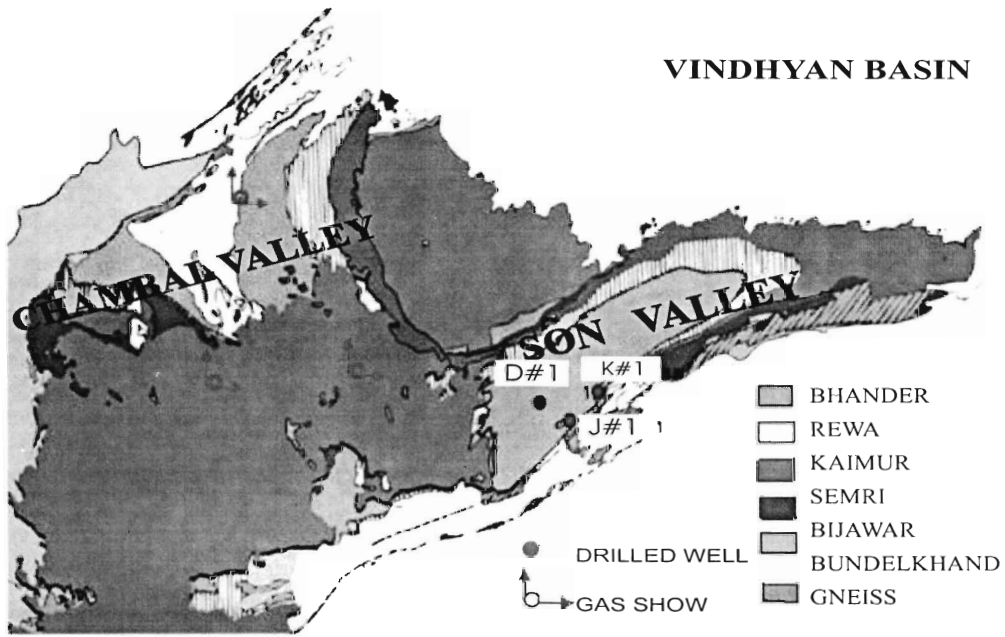 VINDHYAN BASIN
CHAMBAL VALLEY
SON VALLEY
D#1
K#1
J#1
BHANDER
REWA
KAIMUR
SEMRI
BIJAWAR
BUNDELKHAND
GNEISS
DRILLED WELL
GAS SHOW